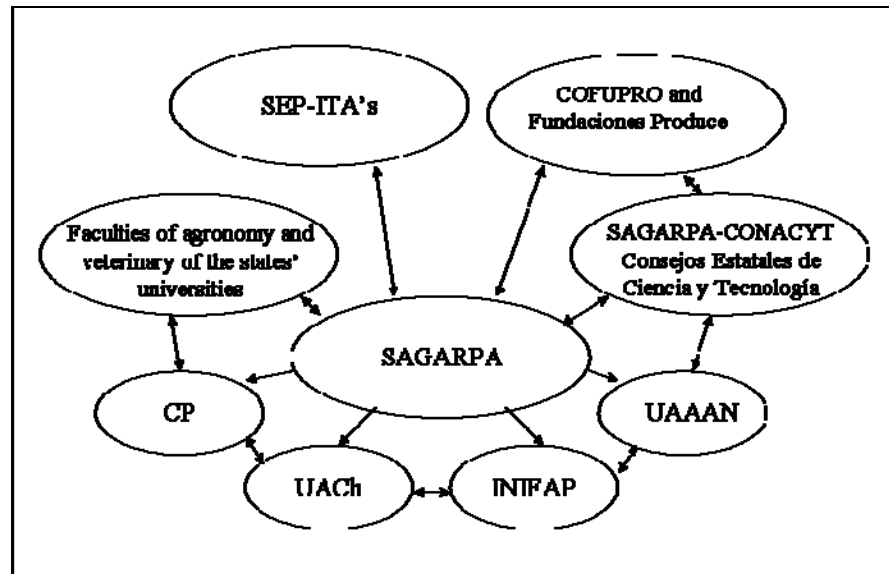 SEP-ITA's
COFUPRO and
Fundaciones Produce
Faculties of agronomy and
veterinary of the states'
universities
SAGARPA-CONACYT
Consejos Estatales de
Ciencia y Tecnología
SAGARPA
CP
UAAAN
UACh
INIFAP